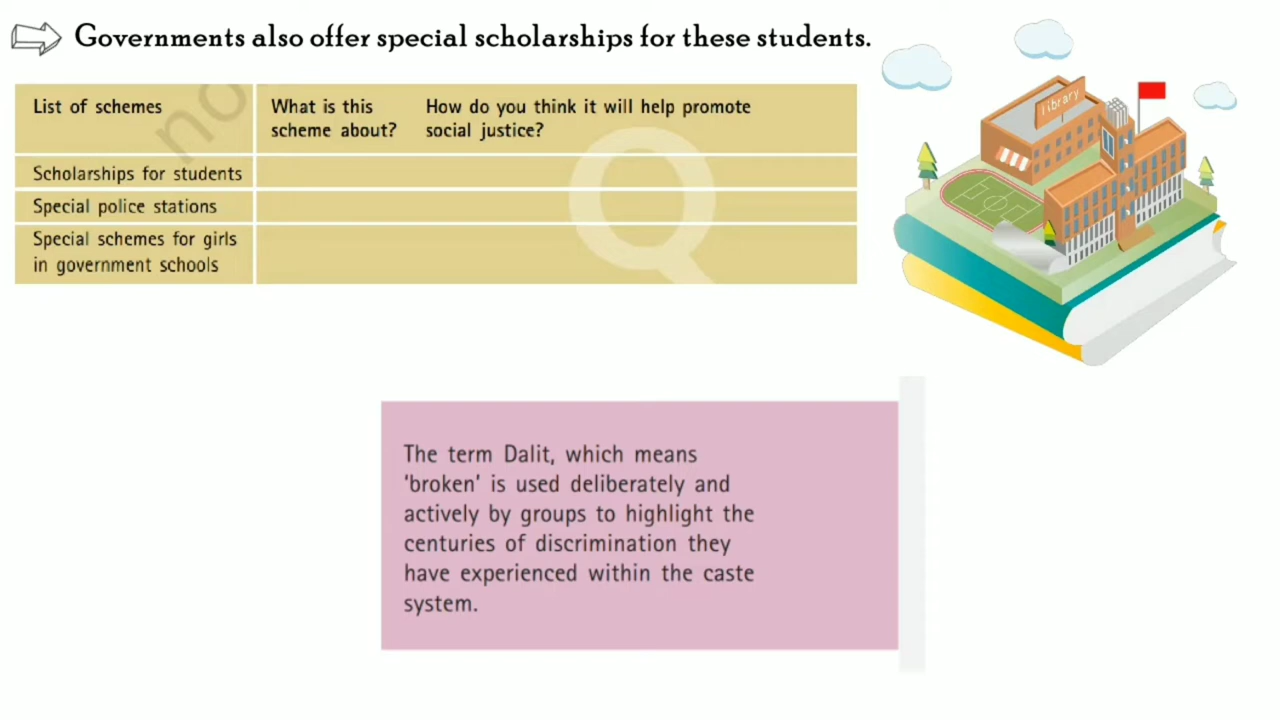 Governments also offer special scholarships for these students.
List of schemes
What is this scheme about?
How do you think it will help promote social justice?
Scholarships for students
Special police stations
Special schemes for girls
in government schools
library
The term Dalit, which means
'broken' is used deliberately and
actively by groups to highlight the
centuries of discrimination they
have experienced within the caste
system.